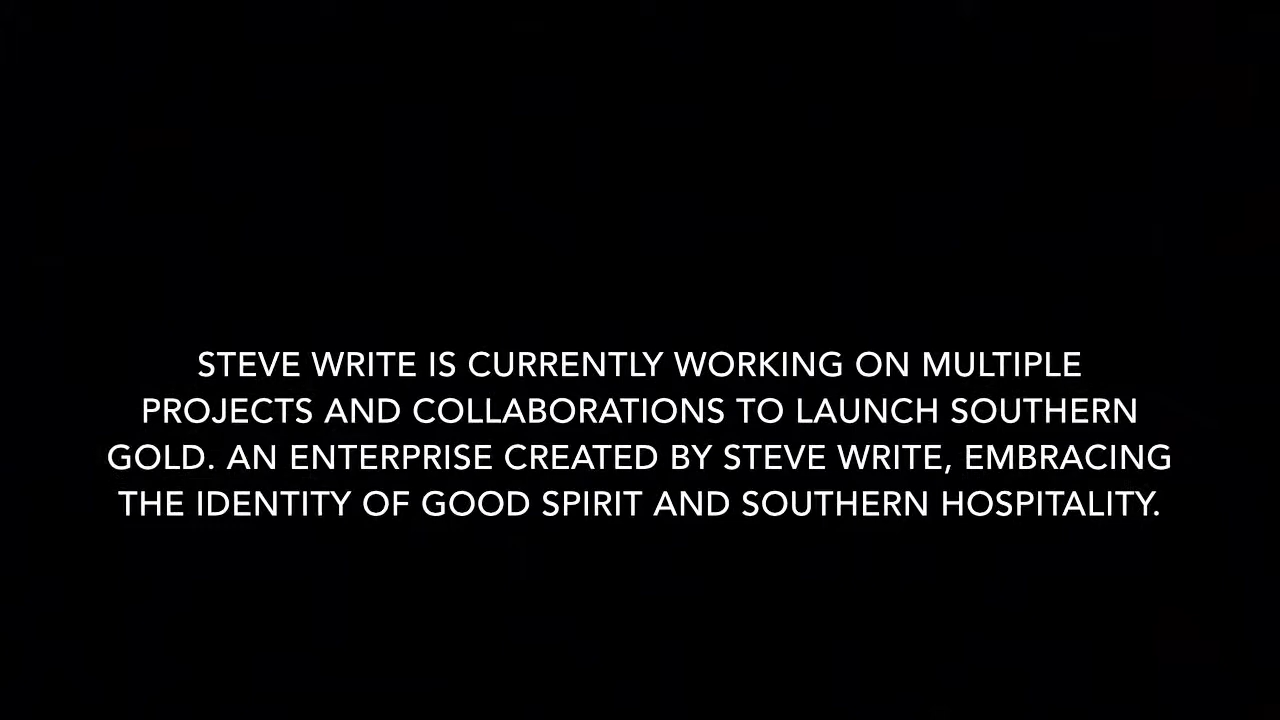 STEVE WRITE IS CURRENTLY WORKING ON MULTIPLE
PROJECTS AND COLLABORATIONS TO LAUNCH SOUTHERN
GOLD. AN ENTERPRISE CREATED BY STEVE WRITE, EMBRACING
THE IDENTITY OF GOOD SPIRIT AND SOUTHERN HOSPITALITY.